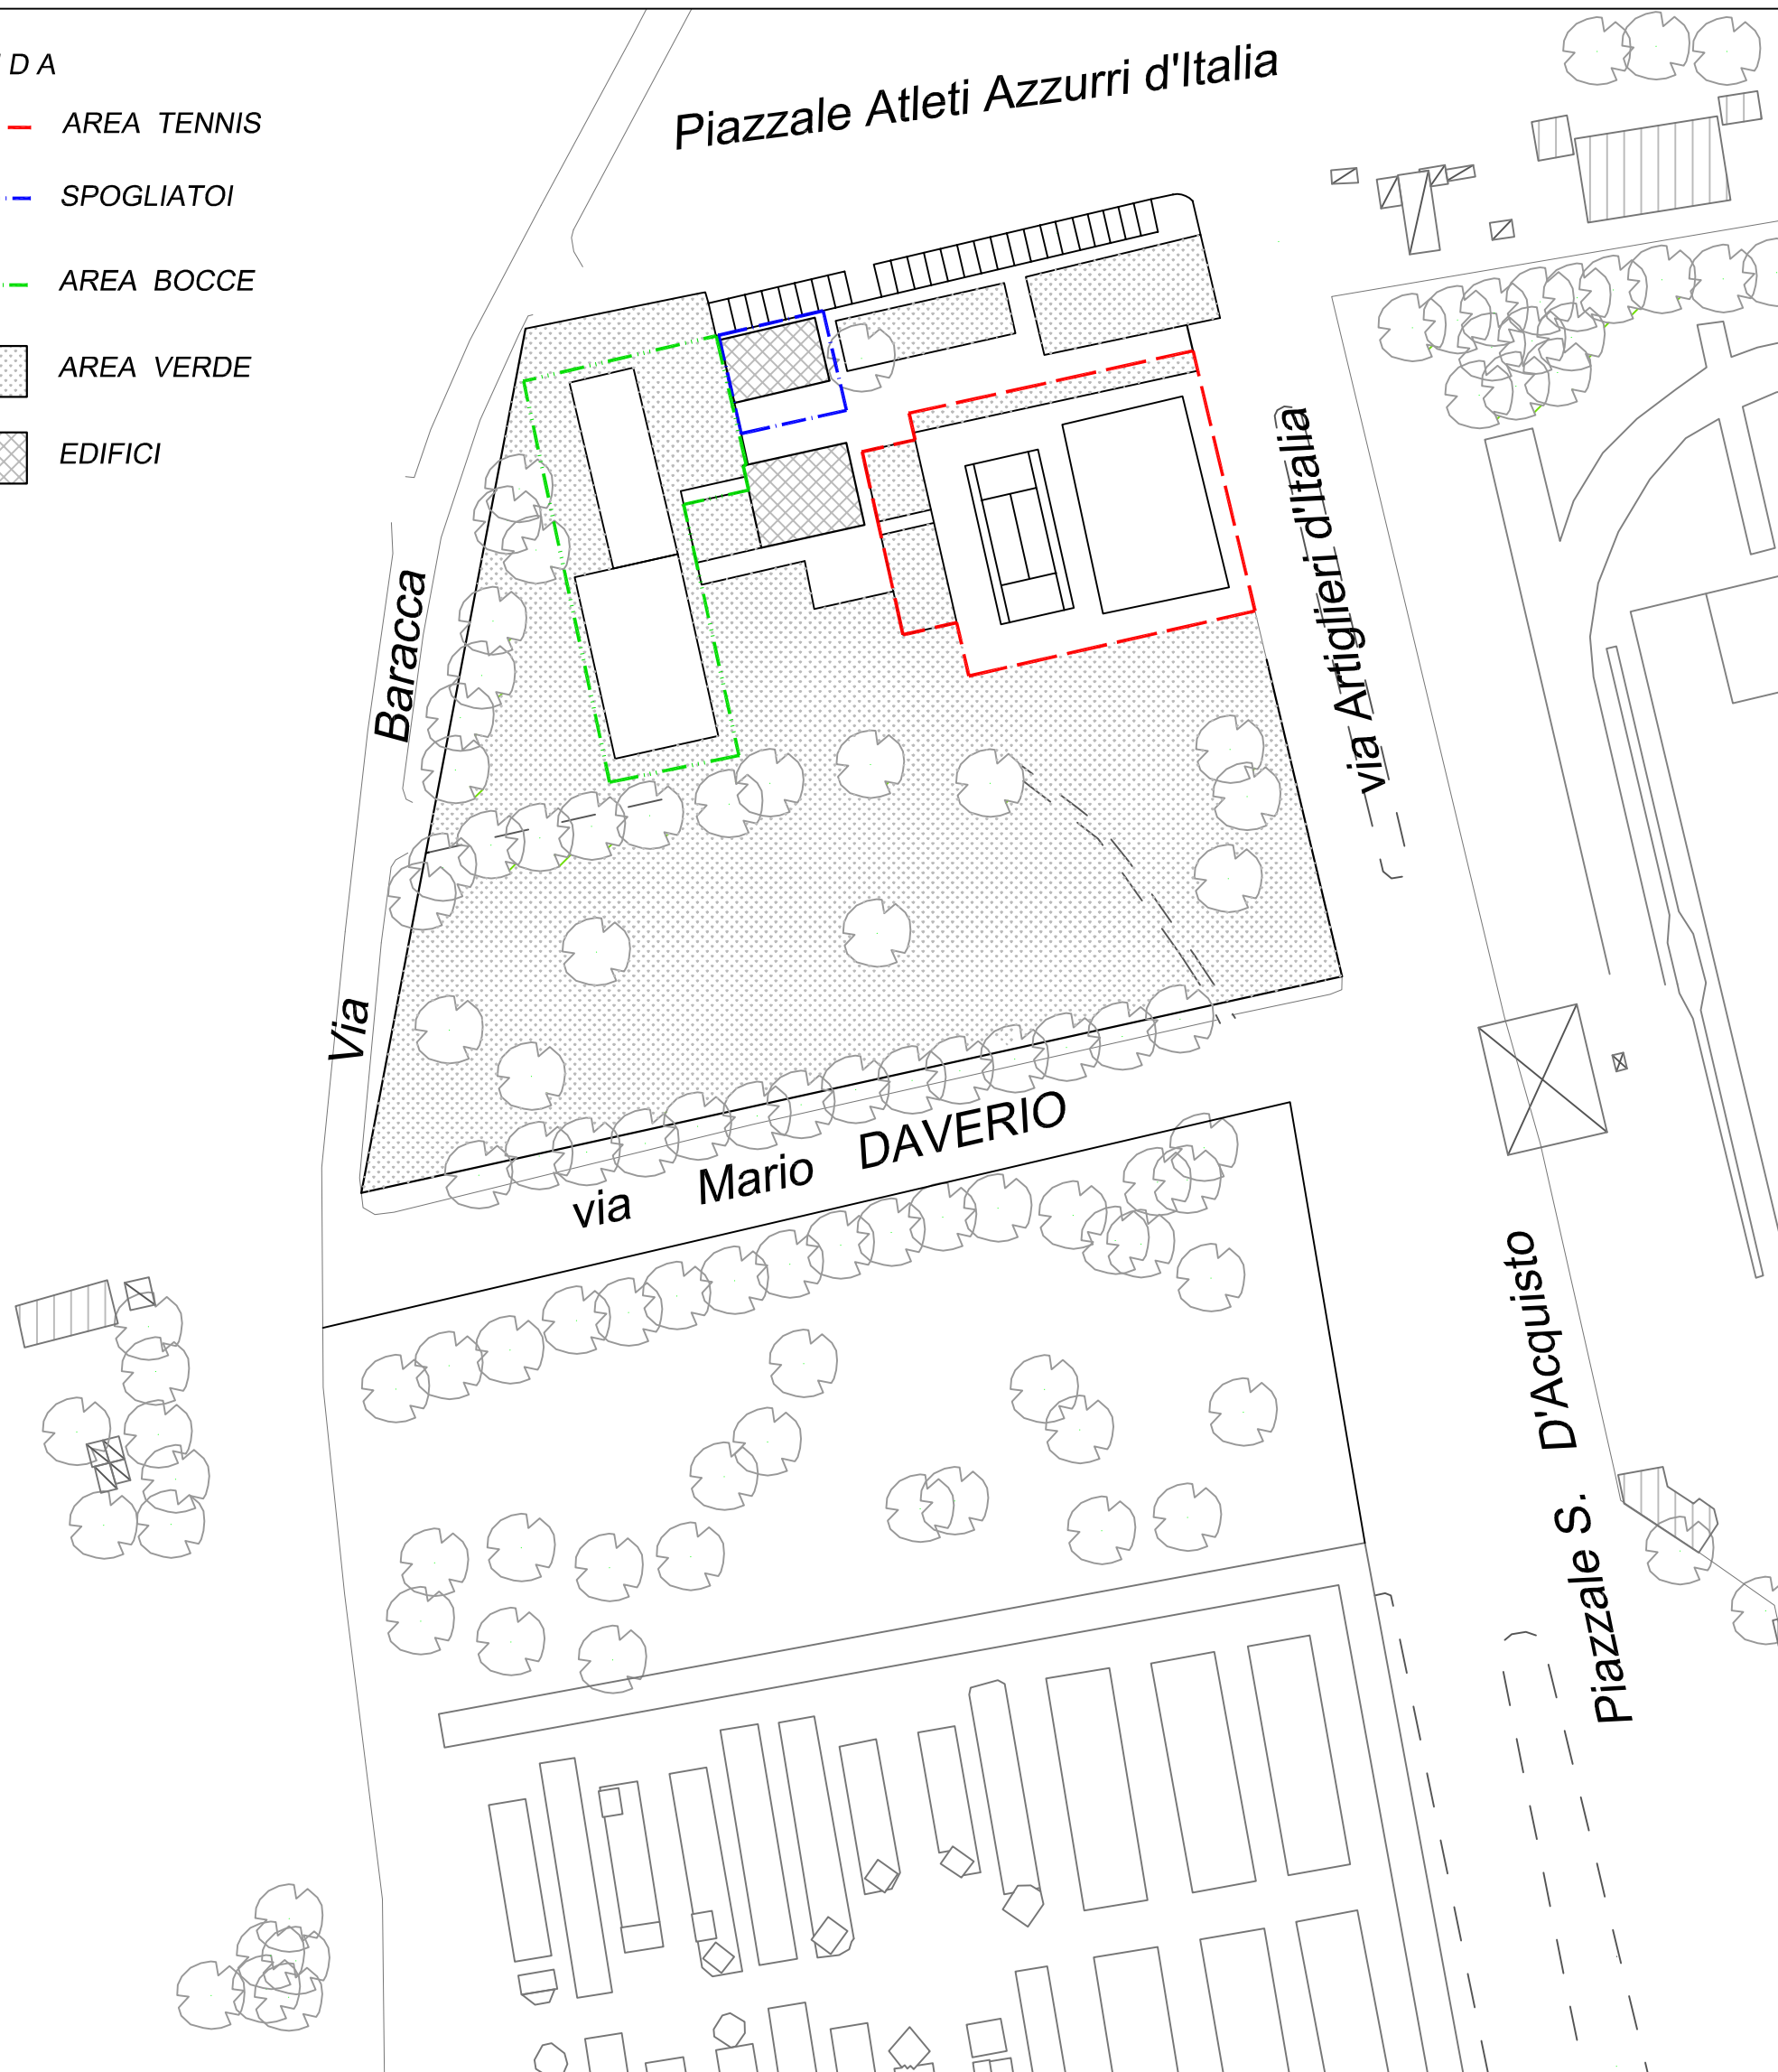 DA
AREA TENNIS
SPOGLIATOI
AREA BOCCE
AREA VERDE
EDIFICI
Piazzale Atleti Azzurri d'Italia
via Artiglieri d'Italia
Via Baracca
via Mario DAVERIO
Piazzale S. D'Acquisto